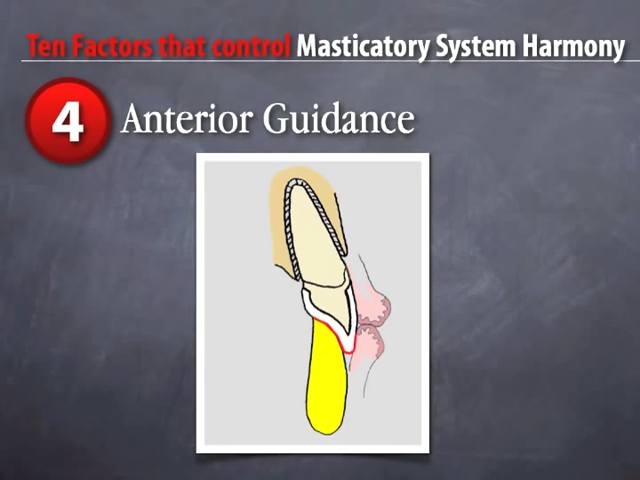 Ten Factors that control Masticatory System Harmony
4 Anterior Guidance